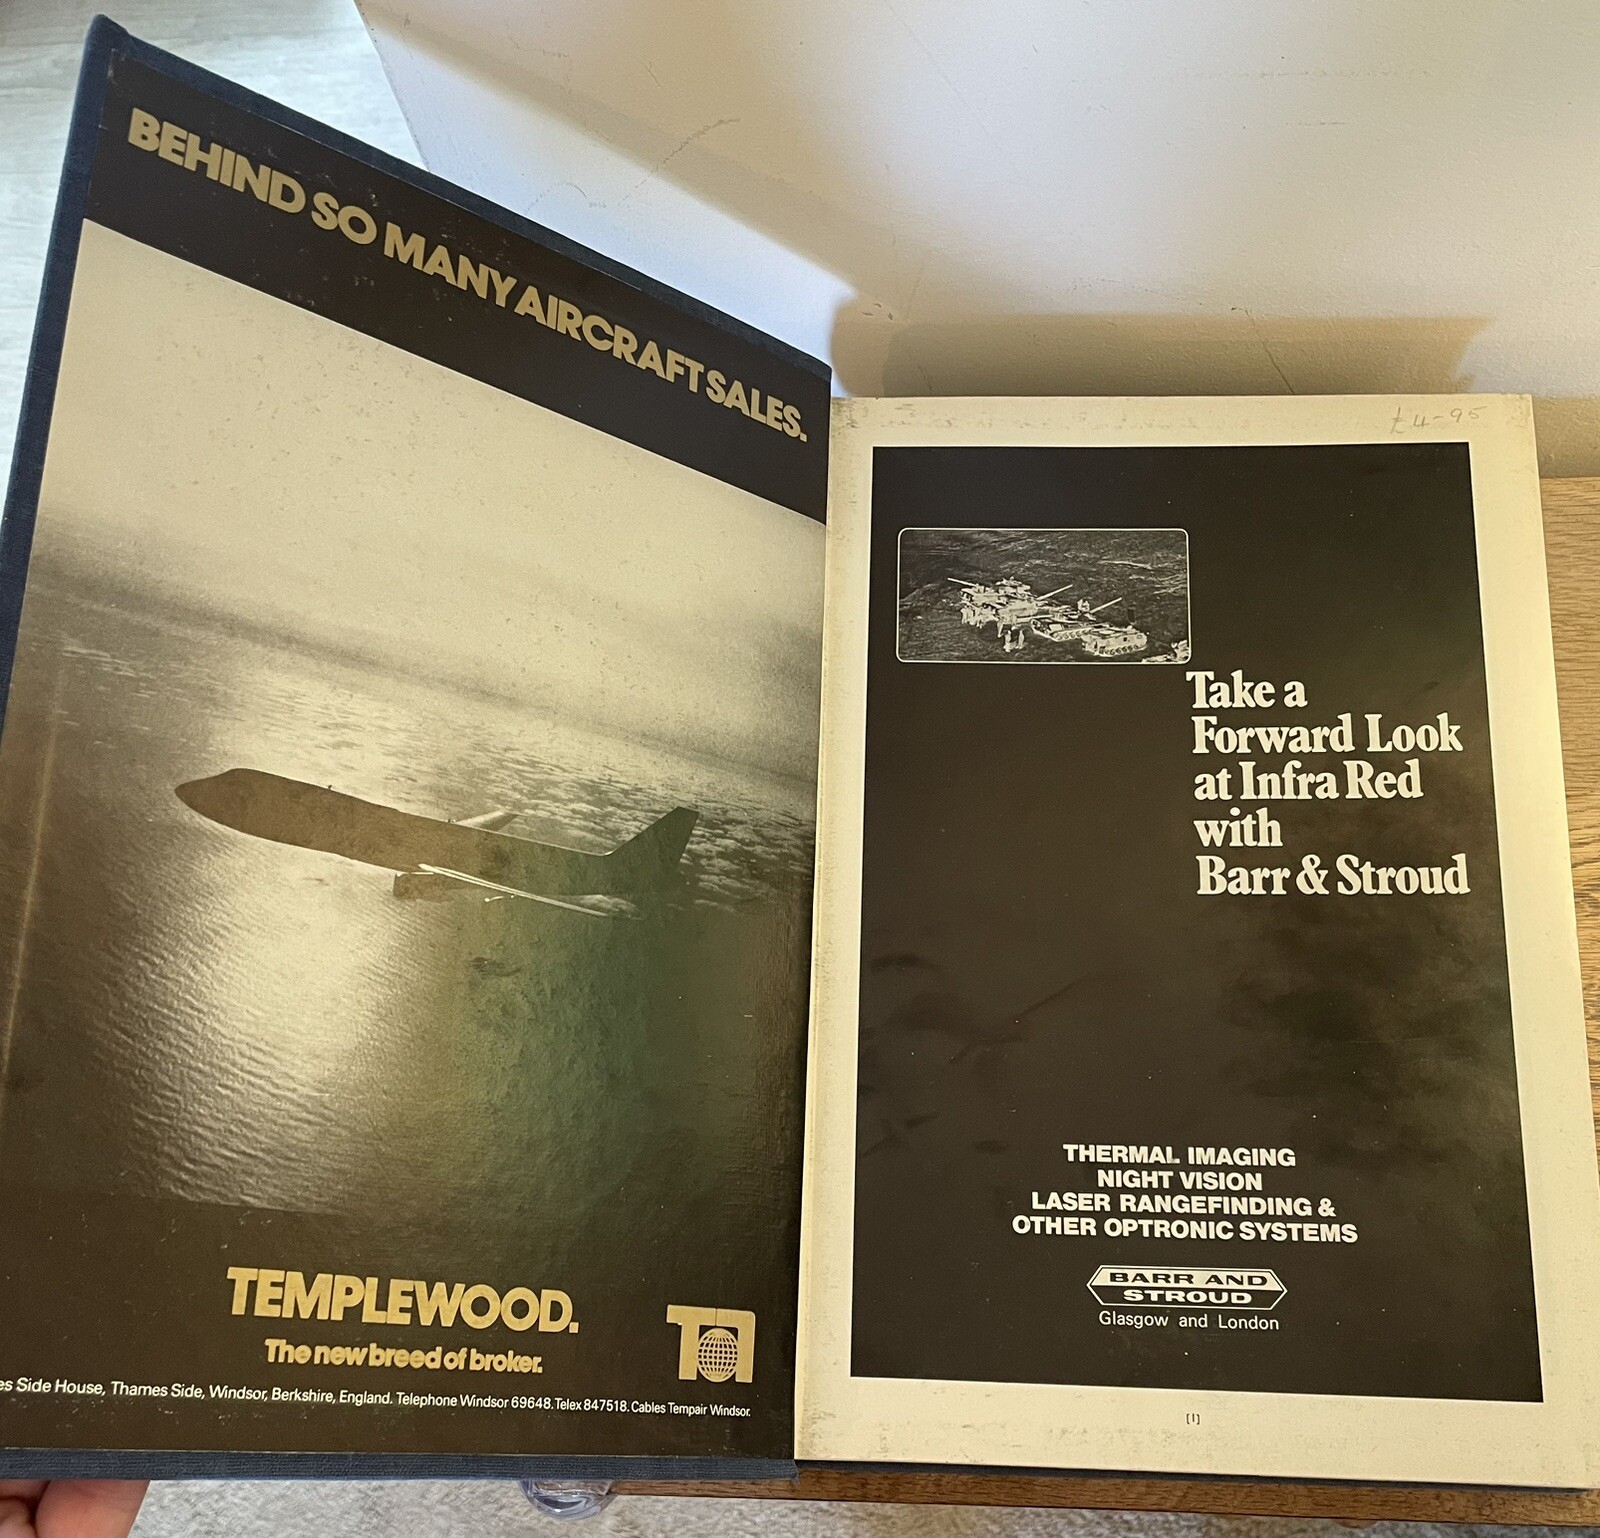 BEHIND SO MANY AIRCRAFT SALES.
TEMPLEWOOD.
The new breed of broker.
Side House, Thames Side, Windsor, Berkshire, England. Telephone Windsor 69648. Telex 847518. Cables Tempair Windsor.
£4-95
Take a
Forward Look
at Infra Red
with
Barr & Stroud
THERMAL IMAGING
NIGHT VISION
LASER RANGEFINDING &
OTHER OPTRONIC SYSTEMS
BARR AND
STROUD
Glasgow and London
[1]